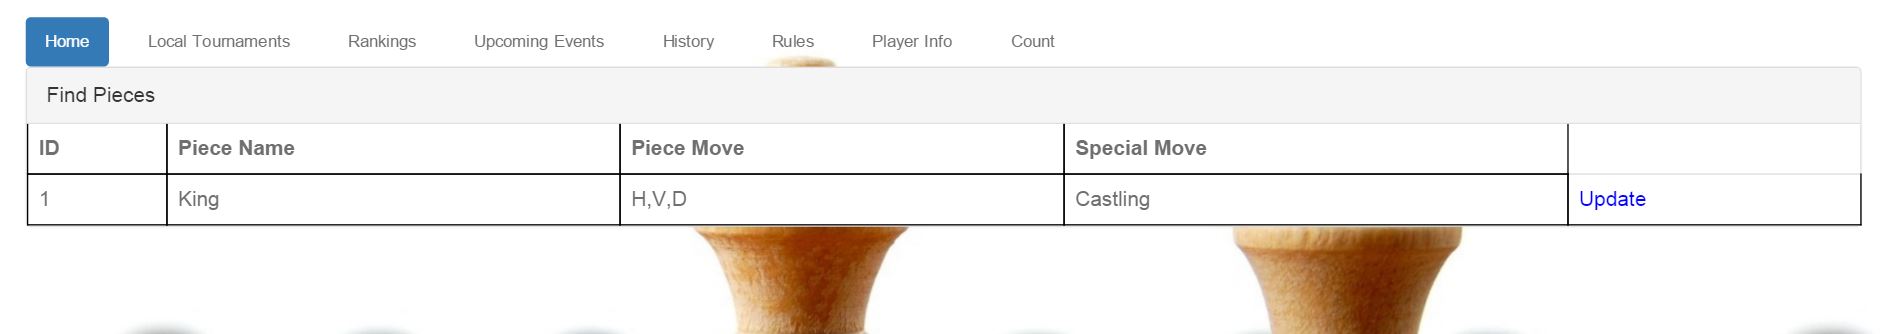 Home Local Tournaments Rankings Upcoming Events History Rules Player Info Count
Find Pieces
ID Piece Name Piece Move Special Move
1 King H,V,D Castling Update